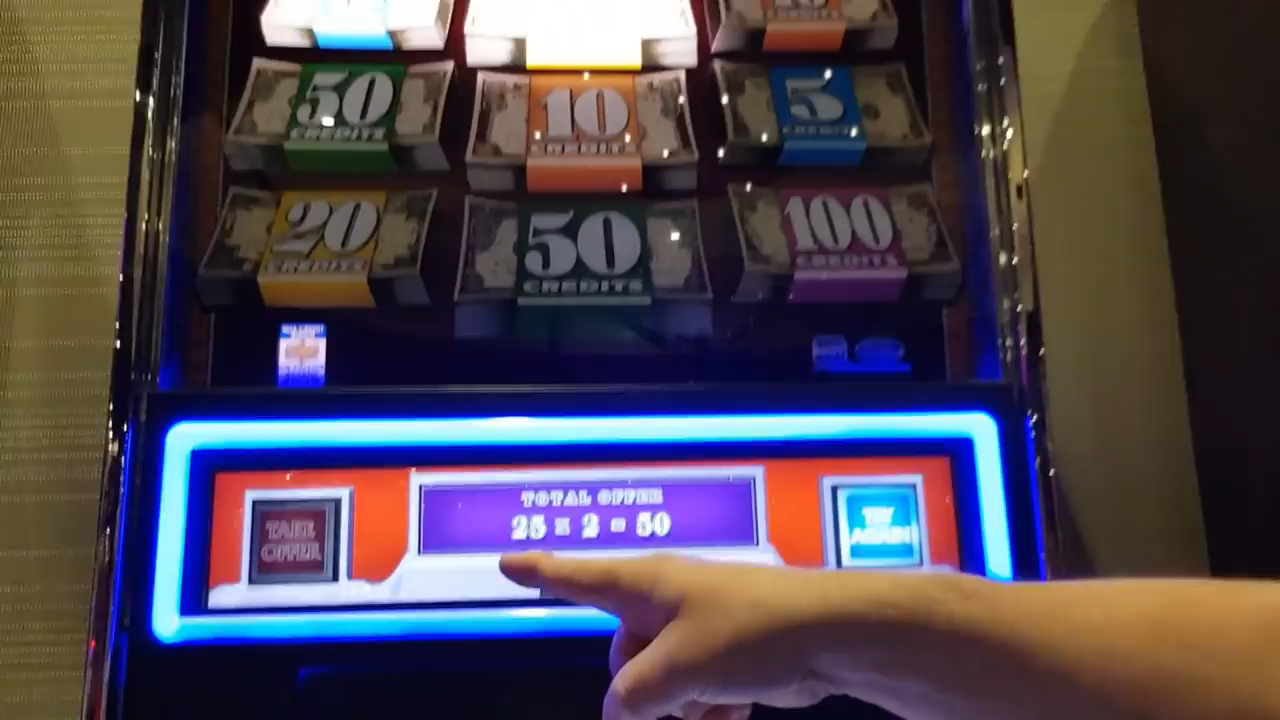 50
CREDITS
10
CREDITS
5
CREDITS
20
CREDITS
50
CREDITS
100
CREDITS
TOTAL OFFER
25 x 2 = 50
TAKE
OFFER
TRY
AGAIN